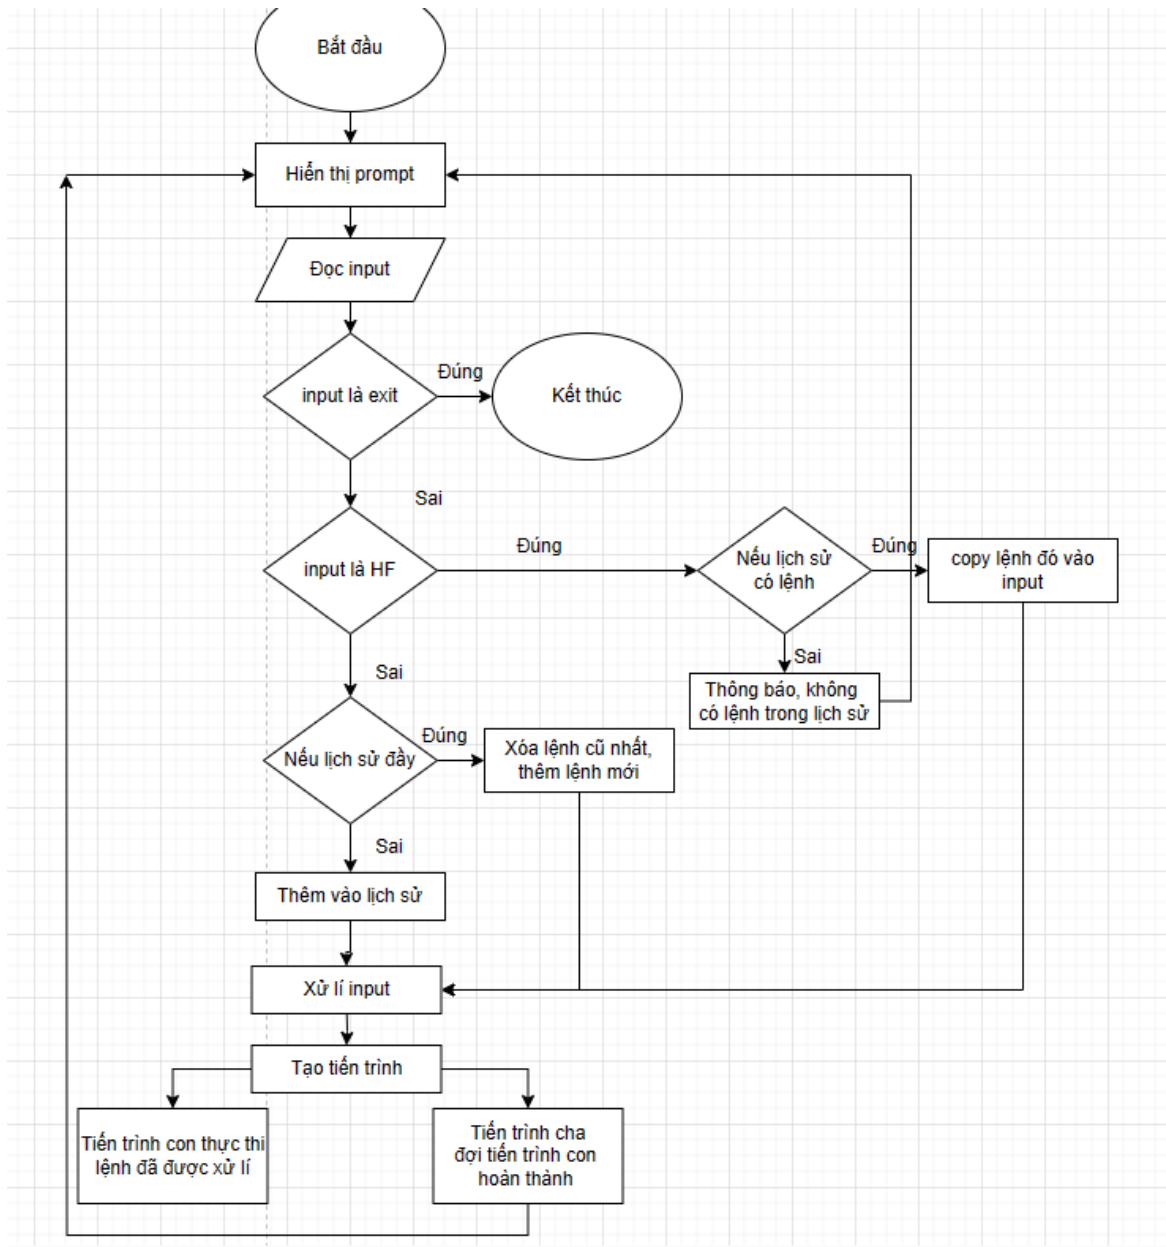 Bắt đầu
Hiển thị prompt
Đọc input
Đúng
input là exit
Kết thúc
Sai
Đúng
Đúng
input là HF
Nếu lịch sử
có lệnh
copy lệnh đó vào
input
Sai
Sai
Thông báo, không
có lệnh trong lịch sử
Đúng
Nếu lịch sử đầy
Xóa lệnh cũ nhất,
thêm lệnh mới
Sai
Thêm vào lịch sử
Xử lí input
Tạo tiến trình
Tiến trình con thực thi
lệnh đã được xử lí
Tiến trình cha
đợi tiến trình con
hoàn thành